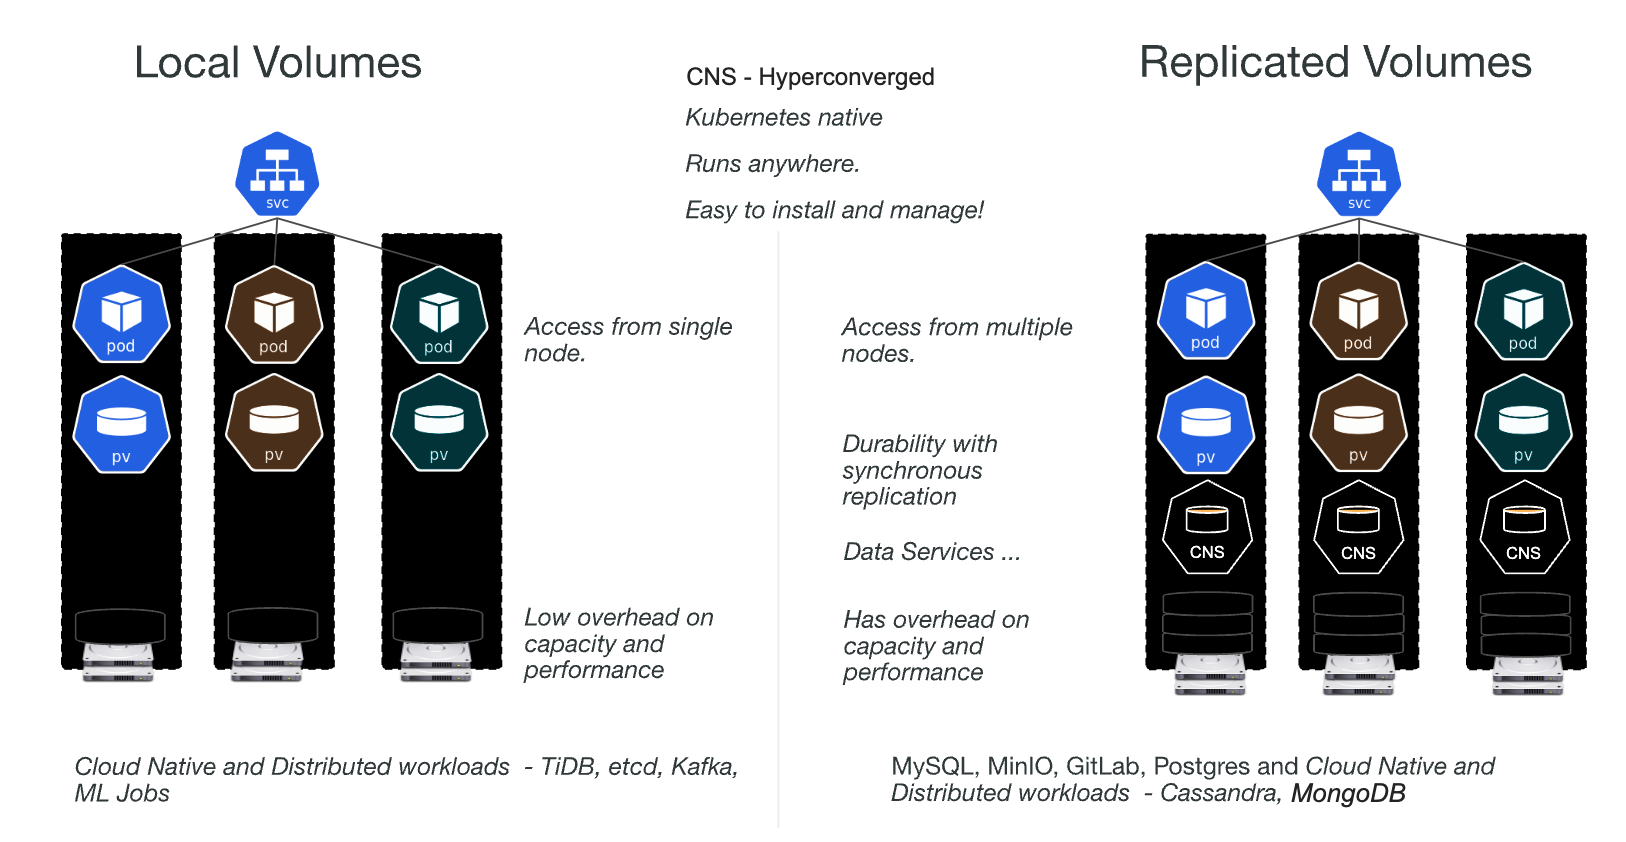 Local Volumes
CNS - Hyperconverged
Kubernetes native
Runs anywhere.
Easy to install and manage!
Replicated Volumes
svc
pod
pod
pod
pv
pv
pv
Access from single
node.
Low overhead on
capacity and
performance
Cloud Native and Distributed workloads - TiDB, etcd, Kafka,
ML Jobs
svc
Access from multiple
nodes.
Durability with
synchronous
replication
Data Services ...
Has overhead on
capacity and
performance
pod
pod
pod
pv
pv
pv
CNS
CNS
CNS
MySQL, MinIO, GitLab, Postgres and Cloud Native and
Distributed workloads - Cassandra, MongoDB